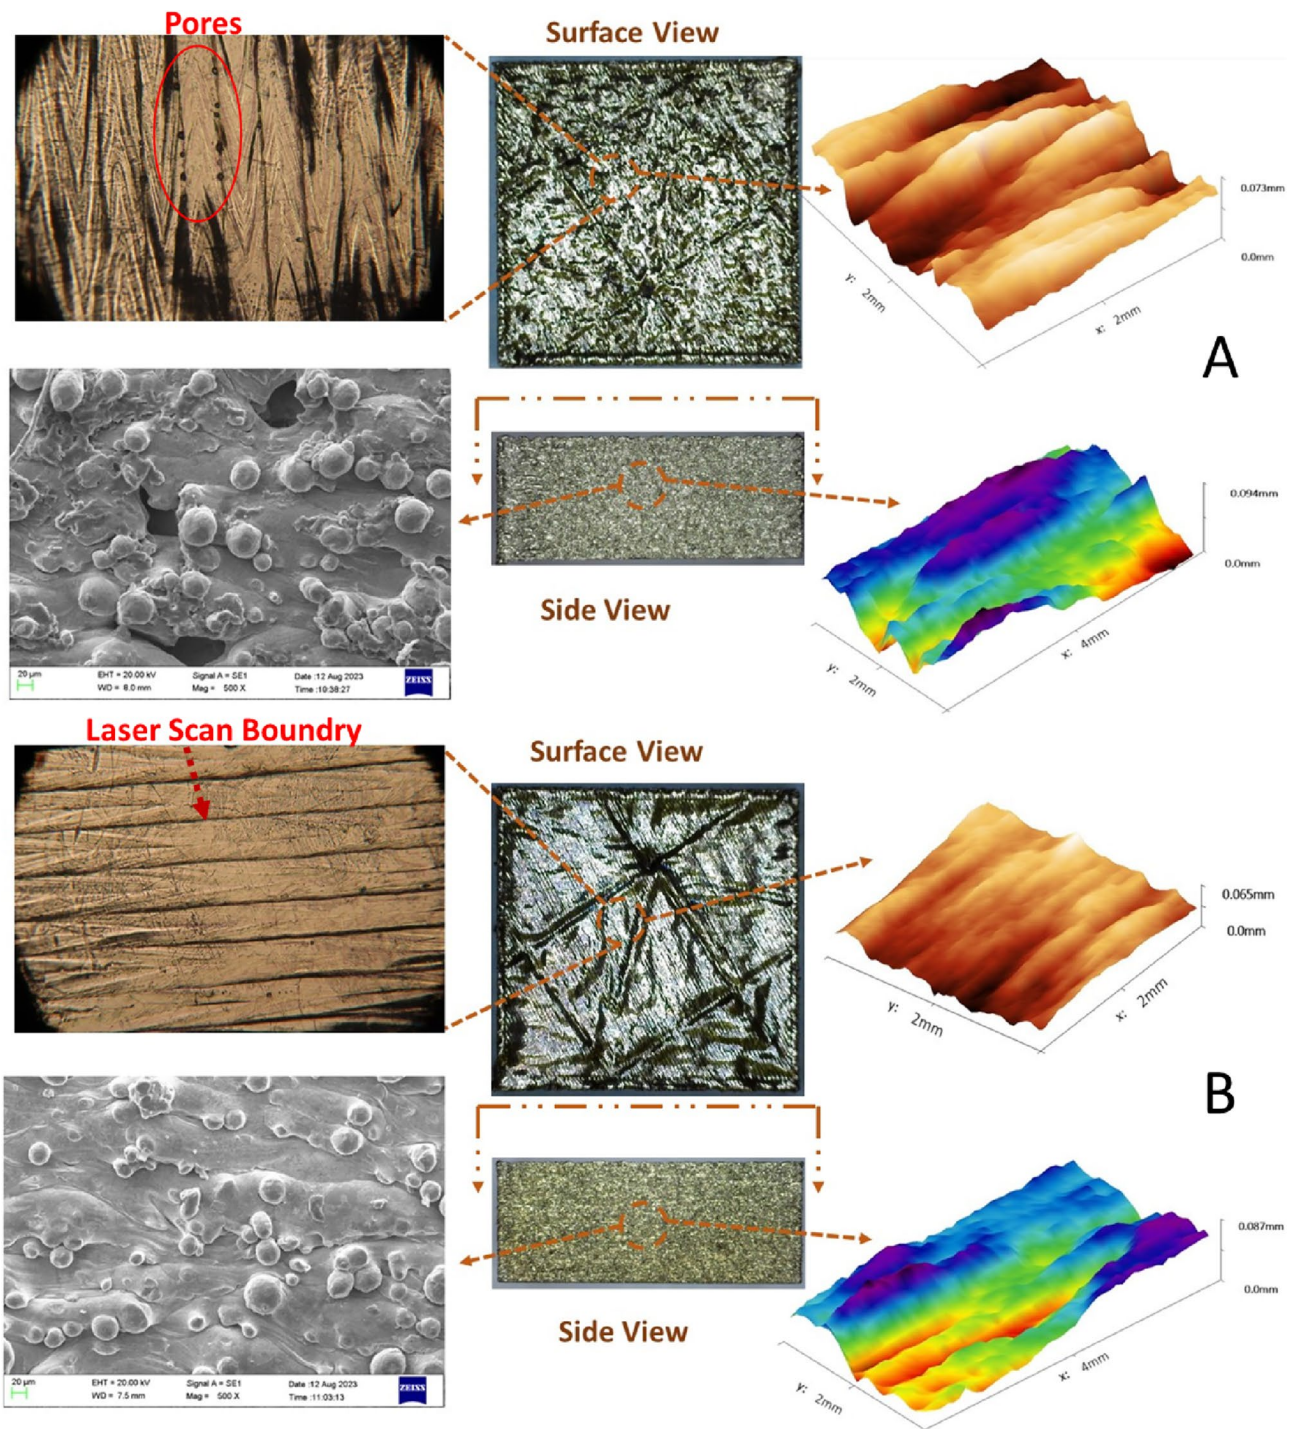 Pores
Surface View
0.073mm
0.0mm
y: 2mm
x: 2mm
A
0.094mm
0.0mm
Side View
y: 2mm
x: 4mm
20 µm
EHT = 20.00 kV
Signal A = SE1
Date :12 Aug 2023
WD = 8.0 mm
Mag = 500 X
Time :10:38:27
ZEISS
Laser Scan Boundry
Surface View
0.065mm
0.0mm
y: 2mm
x: 2mm
B
0.087mm
0.0mm
Side View
y: 2mm
x: 4mm
20 µm
EHT = 20.00 kV
Signal A = SE1
Date :12 Aug 2023
WD = 7.5 mm
Mag = 500 X
Time :11:03:13
ZEISS